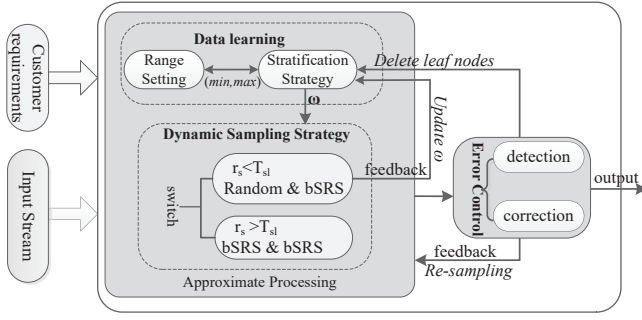 Customer
requirements
Input Stream
Data learning
Range
Setting
(min,max)
Stratification
Strategy
ω
Delete leaf nodes
Update ω
Dynamic Sampling Strategy
switch
rs<Tsl
Random & bSRS
feedback
rs >Tsl
bSRS & bSRS
Approximate Processing
Error Control
detection
correction
output
feedback
Re-sampling